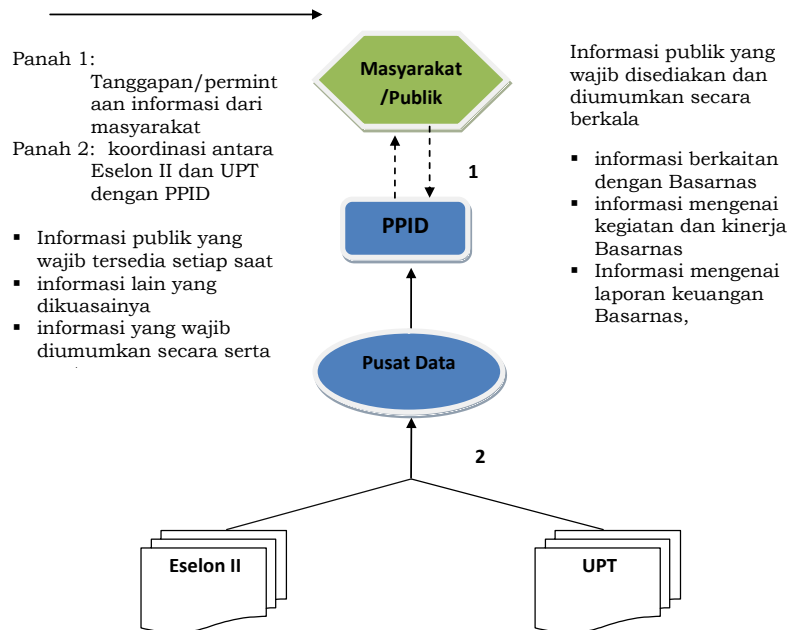 Panah 1:
Tanggapan/permint
aan informasi dari
masyarakat
Panah 2: koordinasi antara
Eselon II dan UPT
dengan PPID
▪ Informasi publik yang
wajib tersedia setiap saat
▪ informasi lain yang
dikuasainya
▪ informasi yang wajib
diumumkan secara serta
Masyarakat
/Publik
1
PPID
Pusat Data
2
Eselon II
UPT
Informasi publik yang
wajib disediakan dan
diumumkan secara
berkala
▪ informasi berkaitan
dengan Basarnas
▪ informasi mengenai
kegiatan dan kinerja
Basarnas
▪ Informasi mengenai
laporan keuangan
Basarnas,